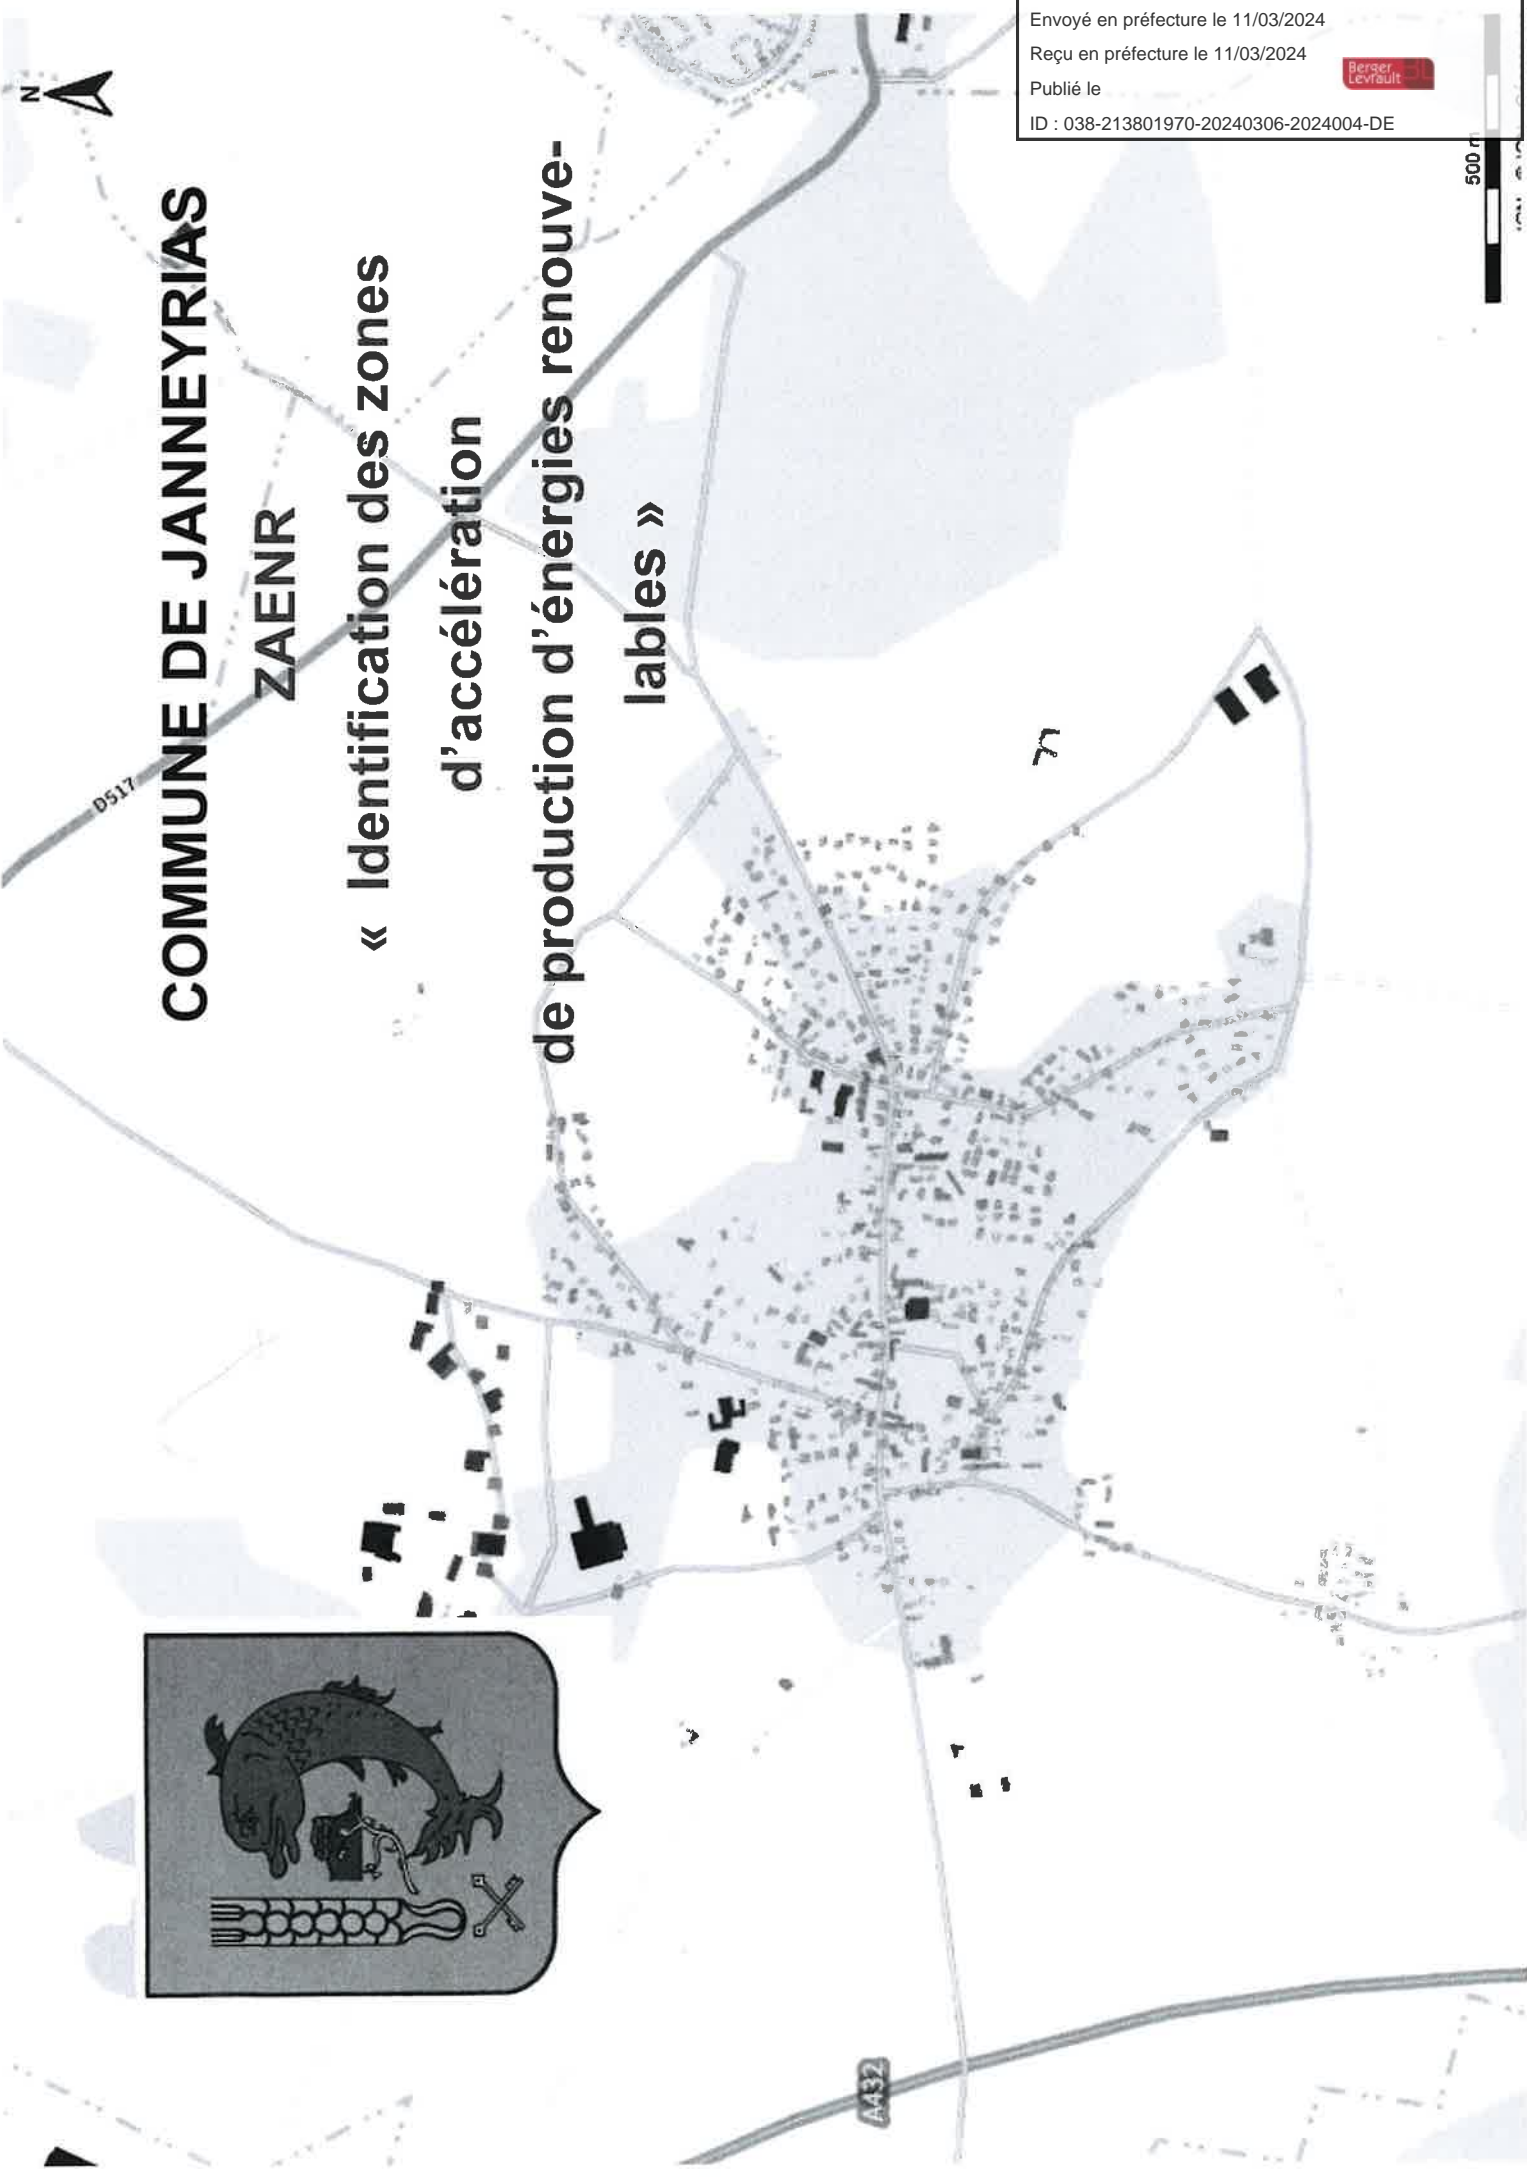 Envoyé en préfecture le 11/03/2024
Reçu en préfecture le 11/03/2024
Publié le
ID : 038-213801970-20240306-2024004-DE
Berger
Levrault
N
COMMUNE DE JANNEYRIAS
ZAENR
« Identification des zones
d'accélération
de production d'énergies renouve-
lables »
D517
A432
500 m